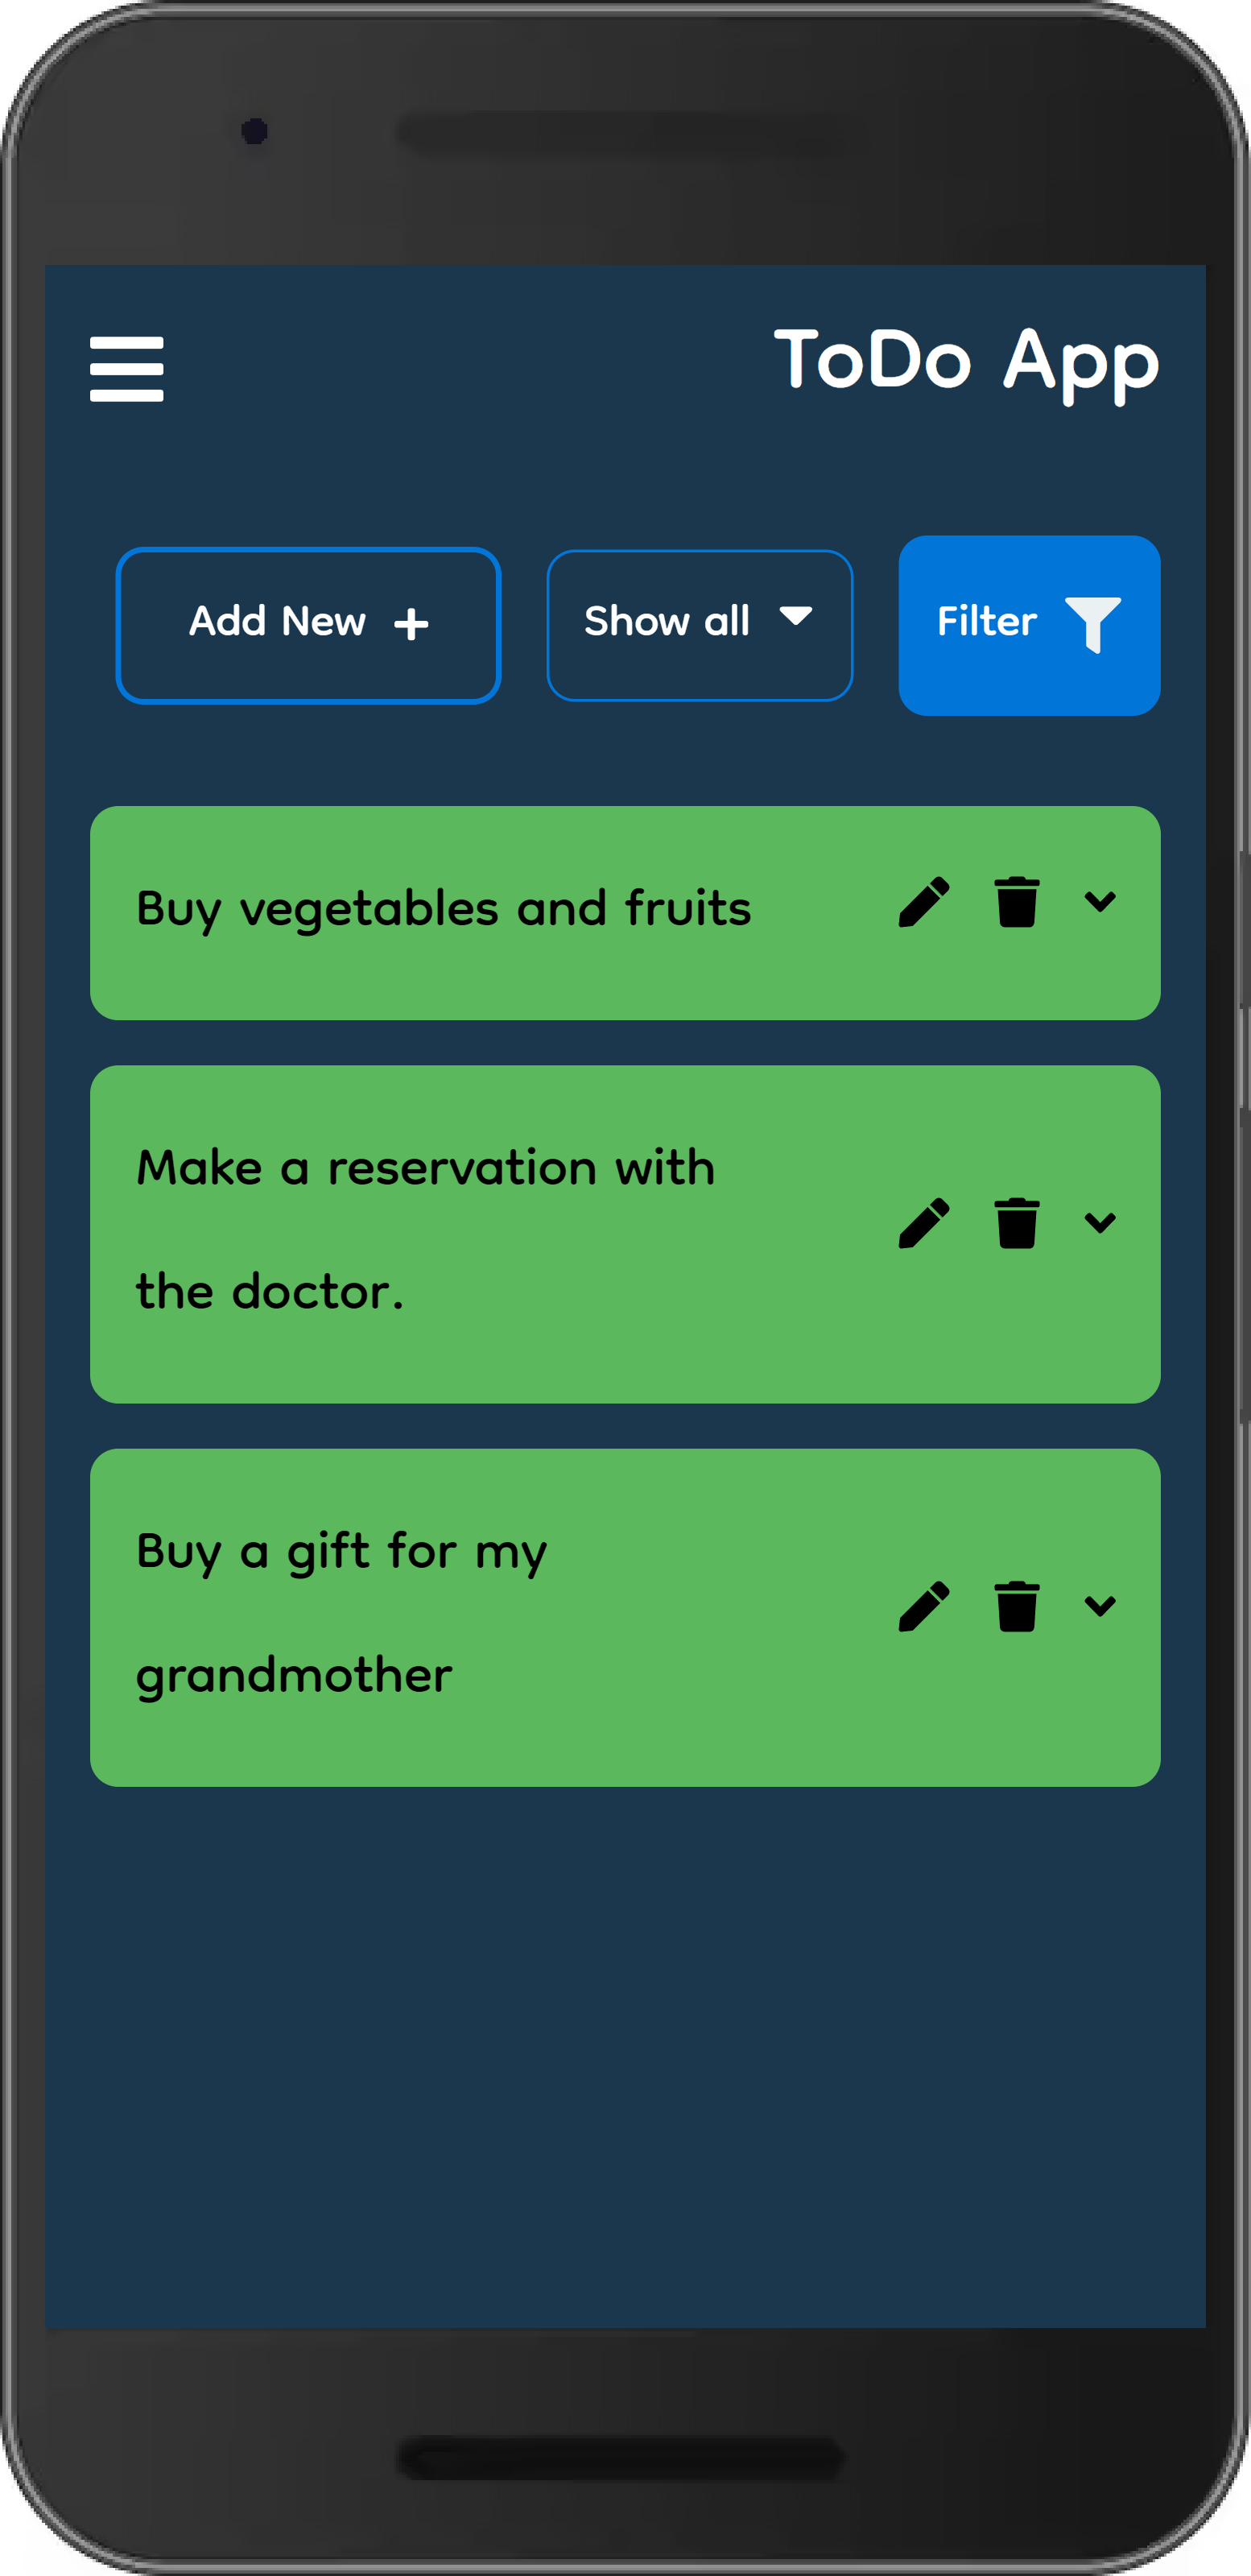 ToDo App
Add New +
Show all
Filter
Buy vegetables and fruits
Make a reservation with
the doctor.
Buy a gift for my
grandmother